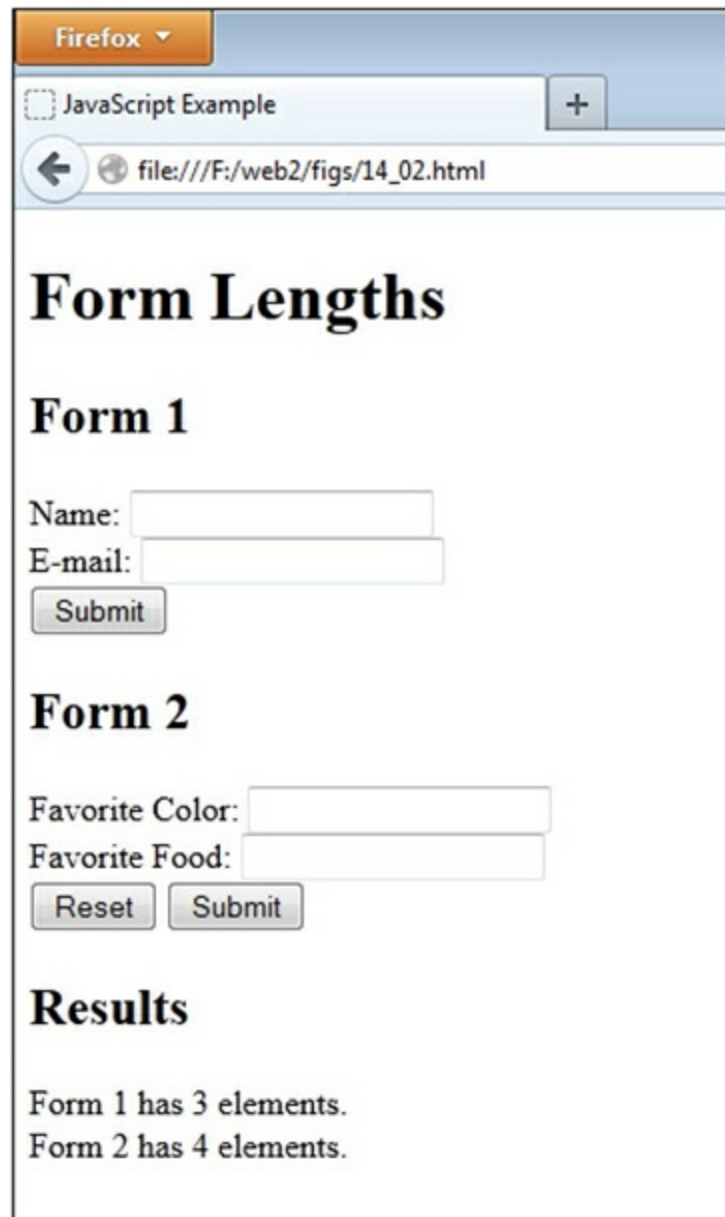 Firefox
JavaScript Example
file:///F:/web2/figs/14_02.html
Form Lengths
Form 1
Name:
E-mail:
Submit
Form 2
Favorite Color:
Favorite Food:
Reset Submit
Results
Form 1 has 3 elements.
Form 2 has 4 elements.